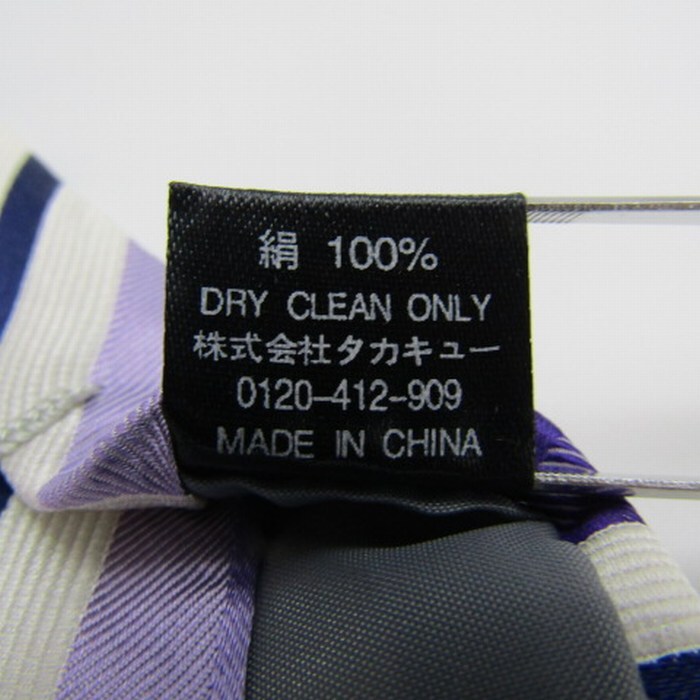 絹 100%
DRY CLEAN ONLY
株式会社タカキュー
0120-412-909
MADE IN CHINA